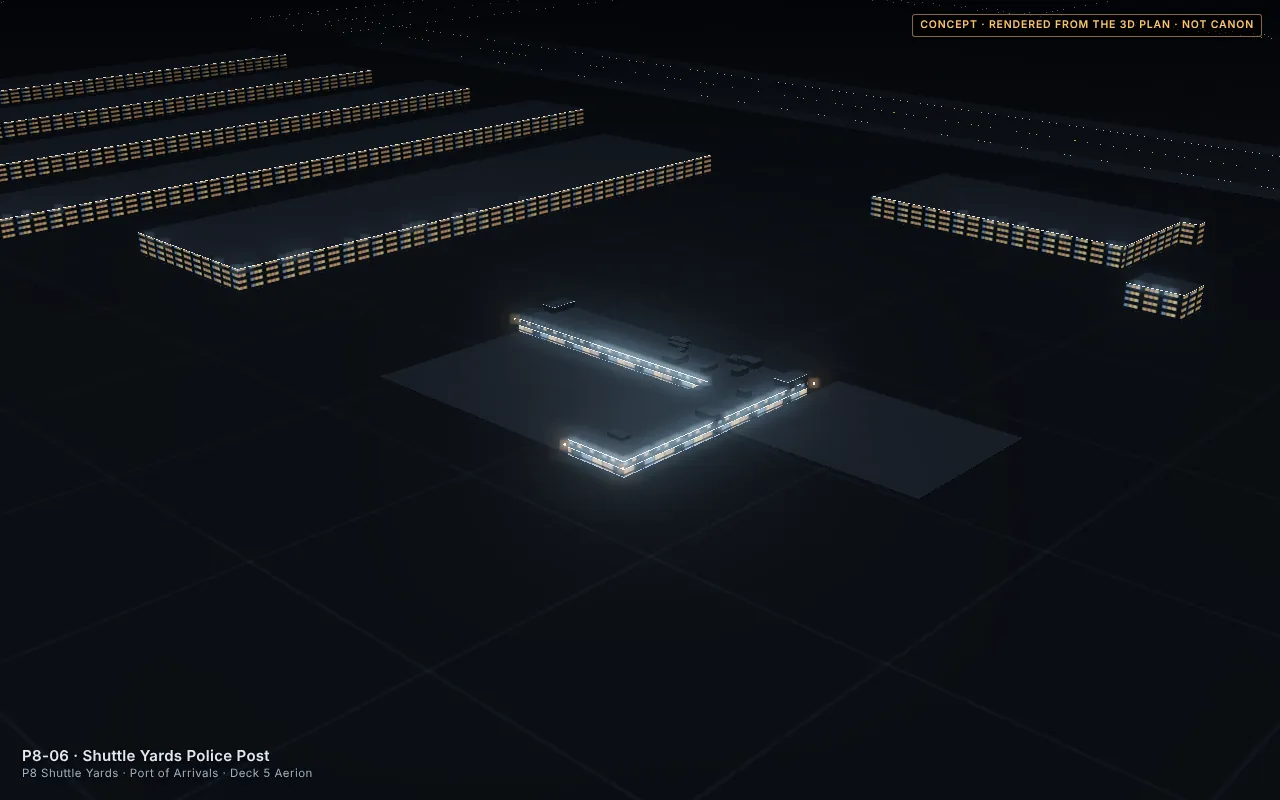 CONCEPT · RENDERED FROM THE 3D PLAN · NOT CANON
P8-06 · Shuttle Yards Police Post
P8 Shuttle Yards · Port of Arrivals · Deck 5 Aerion